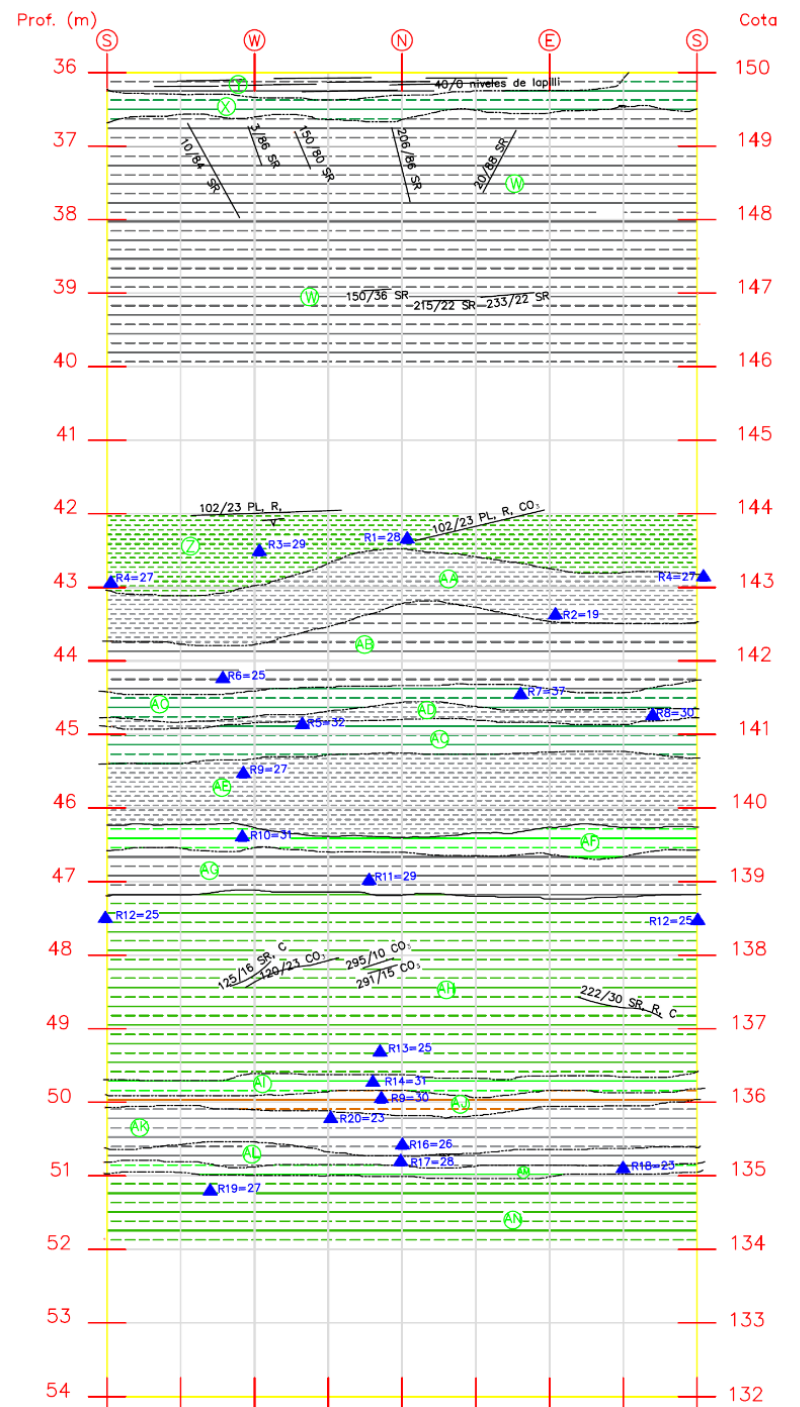 Prof. (m) Cota
S W N E S
36 150
Y 40/0 niveles de lapilli
X
37 149
10/84 SR 3/86 SR 150/80 SR 206/86 SR 20/88 SR
W
38 148
39 147
W 150/36 SR 215/22 SR 233/22 SR
40 146
41 145
42 144
102/23 PL, R, 102/23 PL, R, CO₃
Z R3=29 R1=28
R4=27 AA R4=27
43 143
R2=19
AB
44 142
R6=25 R7=37
AC AD R8=30
R5=32
45 141
AC
R9=27
AE
46 140
R10=31 AF
AG
47 R11=29 139
R12=25 R12=25
48 138
125/16 SR, C 120/23 CO₃ 295/10 CO₃
291/15 CO₃
AH 222/30 SR, R, C
49 137
R13=25
AI R14=31
50 R9=30 AJ 136
R20=23
AK
R16=26
AL R17=28 R18=23
51 135
R19=27
AN
52 134
53 133
54 132